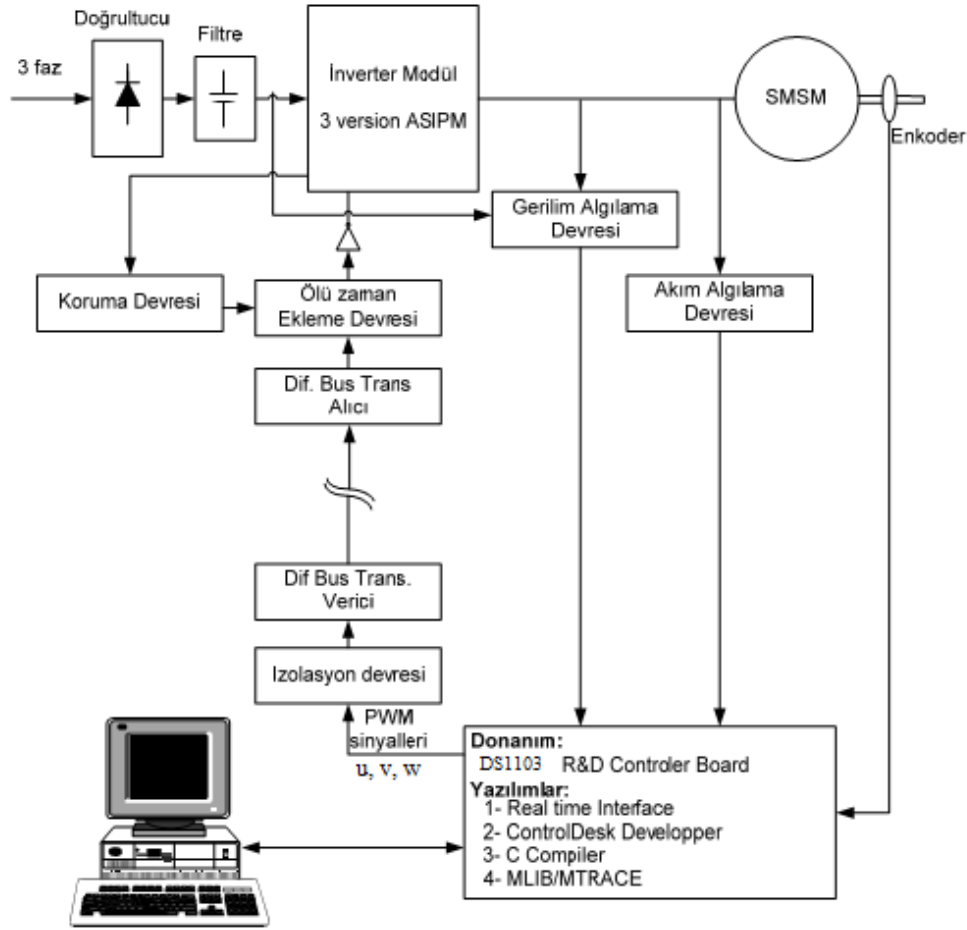 Doğrultucu
Filtre
3 faz
İnverter Modül
3 version ASIPM
SMSM
Enkoder
Gerilim Algılama
Devresi
Koruma Devresi
Ölü zaman
Ekleme Devresi
Akım Algılama
Devresi
Dif. Bus Trans
Alıcı
Dif Bus Trans.
Verici
Izolasyon devresi
PWM
sinyalleri
u, v, w
Donanım:
DS1103 R&D Controler Board
Yazılımlar:
1- Real time Interface
2- ControlDesk Developper
3- C Compiler
4- MLIB/MTRACE